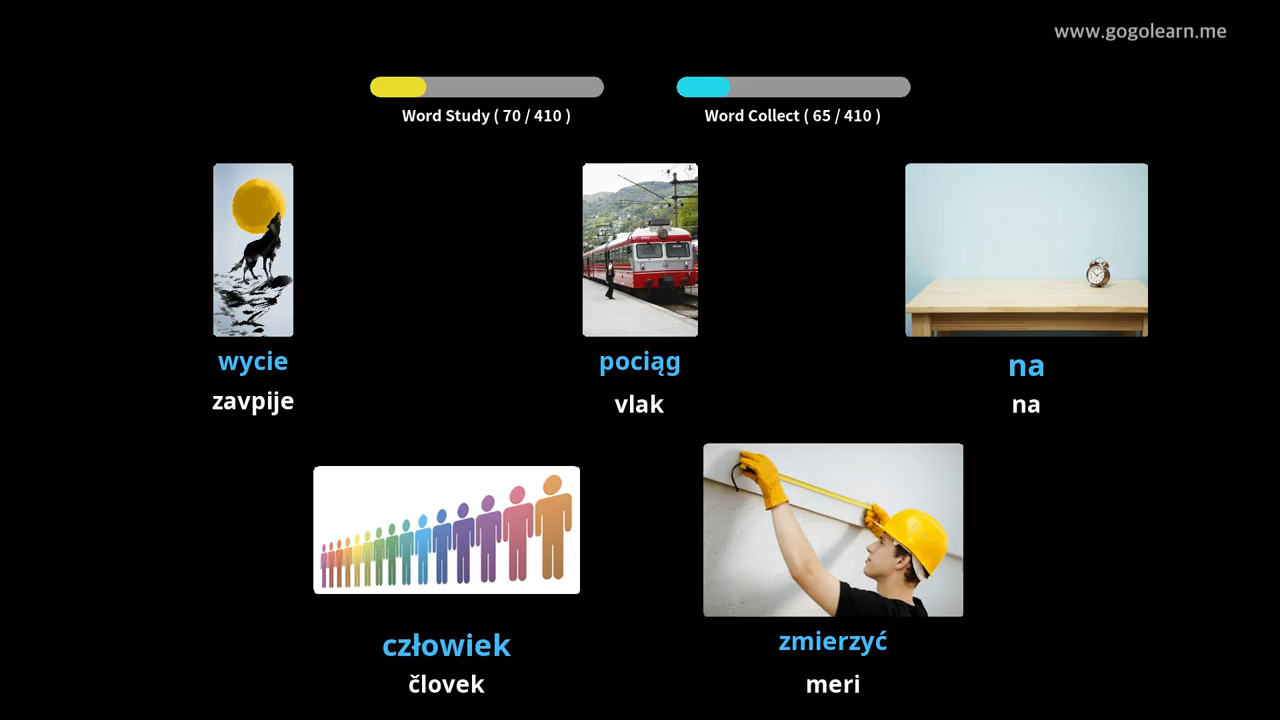 www.gogolearn.me
Word Study ( 70 / 410 )
Word Collect ( 65 / 410 )
wycie
zavpije
pociąg
vlak
na
na
człowiek
človek
zmierzyć
meri